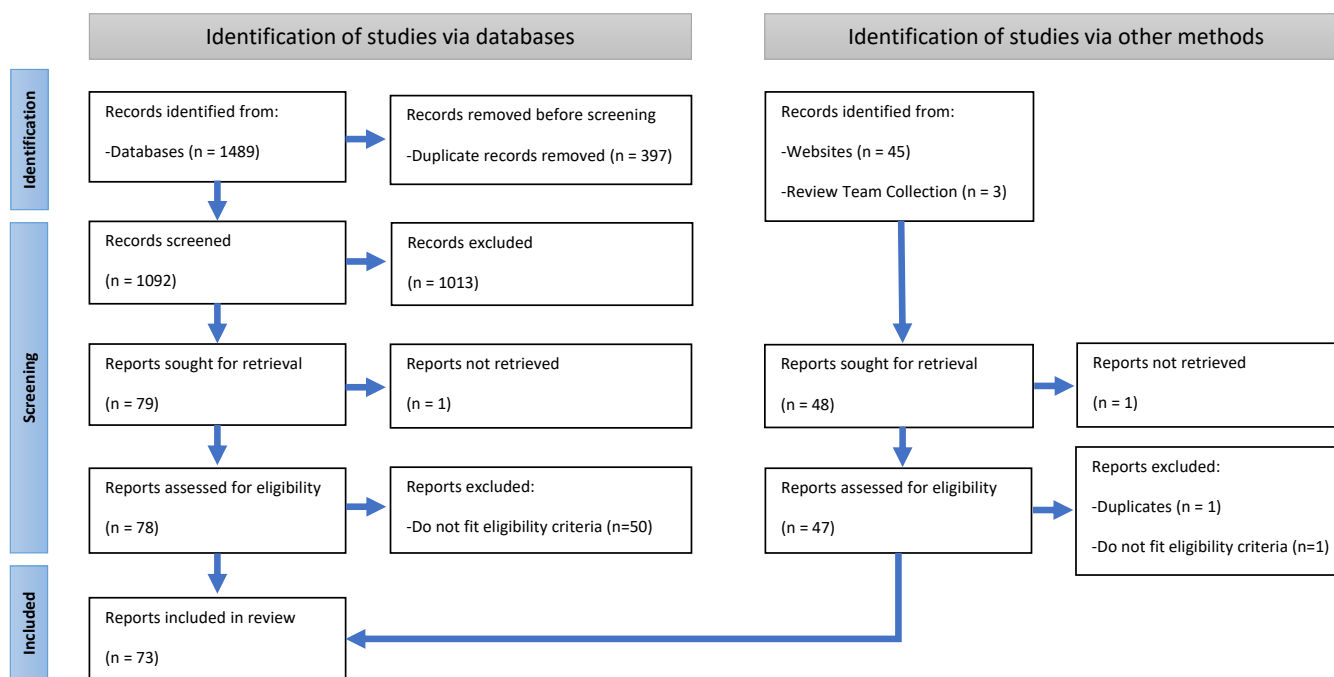 Identification of studies via databases
Identification of studies via other methods
Identification
Records identified from:
-Databases (n = 1489)
Records removed before screening
-Duplicate records removed (n = 397)
Records identified from:
-Websites (n = 45)
-Review Team Collection (n = 3)
Screening
Records screened
(n = 1092)
Records excluded
(n = 1013)
Reports sought for retrieval
(n = 79)
Reports not retrieved
(n = 1)
Reports sought for retrieval
(n = 48)
Reports not retrieved
(n = 1)
Reports assessed for eligibility
(n = 78)
Reports excluded:
-Do not fit eligibility criteria (n=50)
Reports assessed for eligibility
(n = 47)
Reports excluded:
-Duplicates (n = 1)
-Do not fit eligibility criteria (n=1)
Included
Reports included in review
(n = 73)